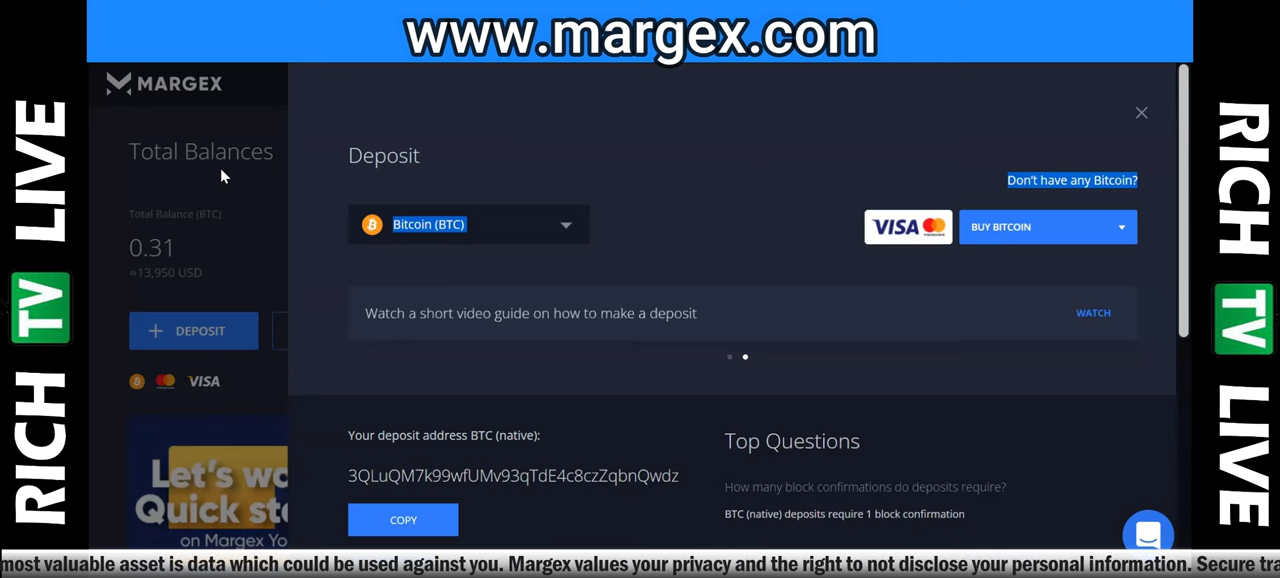 www.margex.com
RICH TV LIVE
MARGEX
Total Balances
Total Balance (BTC)
0.31
≈13,950 USD
+ DEPOSIT
VISA
Let's wo
Quick st
on Margex Yo
Deposit
Don't have any Bitcoin?
Bitcoin (BTC)
VISA
BUY BITCOIN
Watch a short video guide on how to make a deposit
WATCH
Your deposit address BTC (native):
3QLuQM7k99wfUMv93qTdE4c8czZqbnQwdz
COPY
Top Questions
How many block confirmations do deposits require?
BTC (native) deposits require 1 block confirmation
RICH TV LIVE
most valuable asset is data which could be used against you. Margex values your privacy and the right to not disclose your personal information. Secure tra